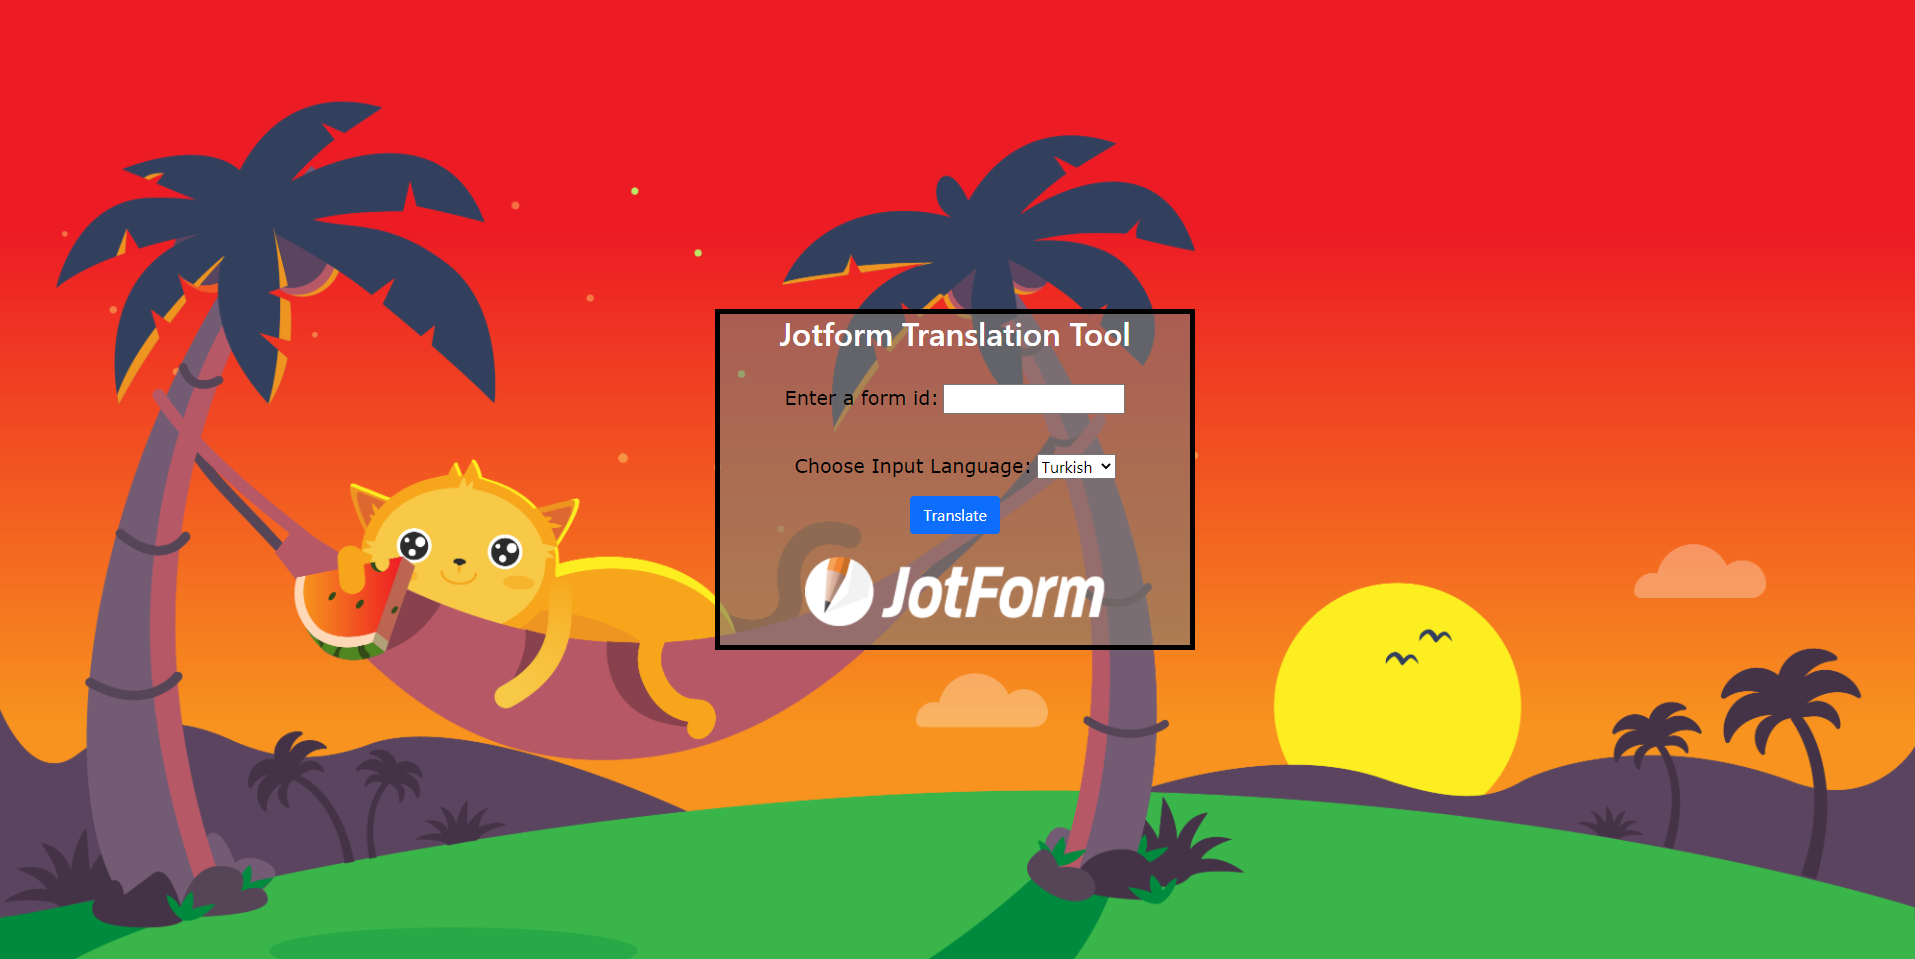 Jotform Translation Tool
Enter a form id:
Choose Input Language: Turkish
Translate
JotForm